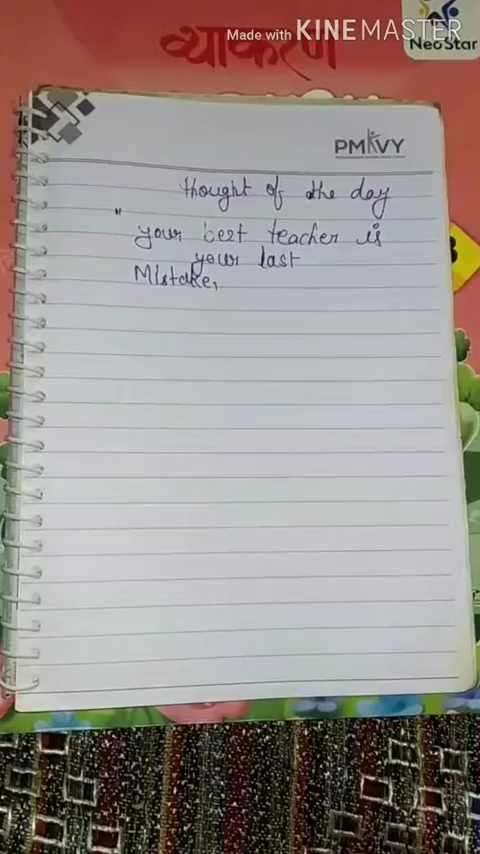 Made with KINEMASTER
व्याकरण
NeoStar
PMKVY
thought of the day
"
your best teacher is
your last
Mistake,